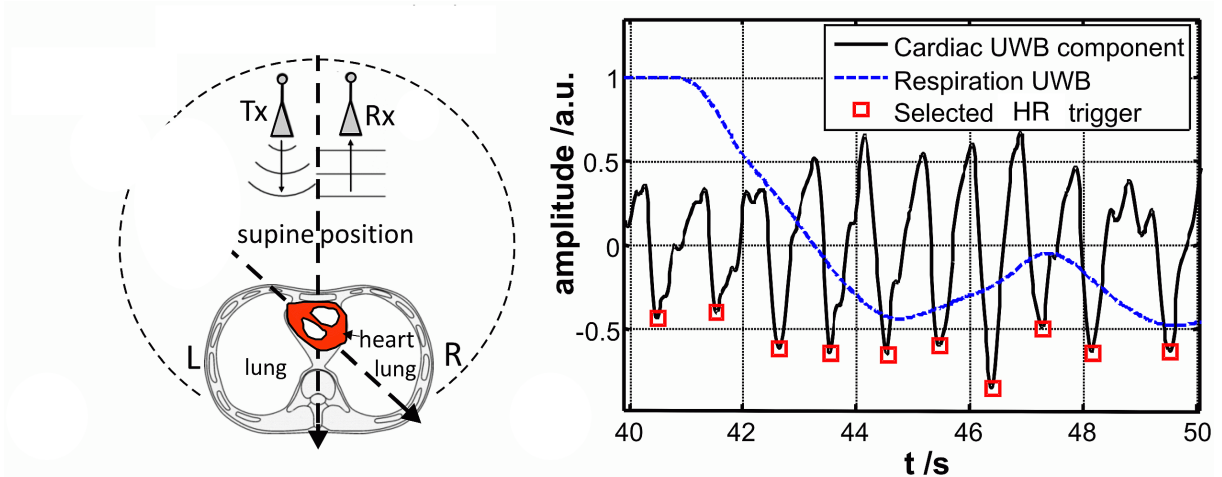 Tx
Rx
supine position
heart
L
lung
lung
R
Cardiac UWB component
Respiration UWB
Selected HR trigger
amplitude /a.u.
1
0.5
0
-0.5
40
42
44
46
48
50
t /s